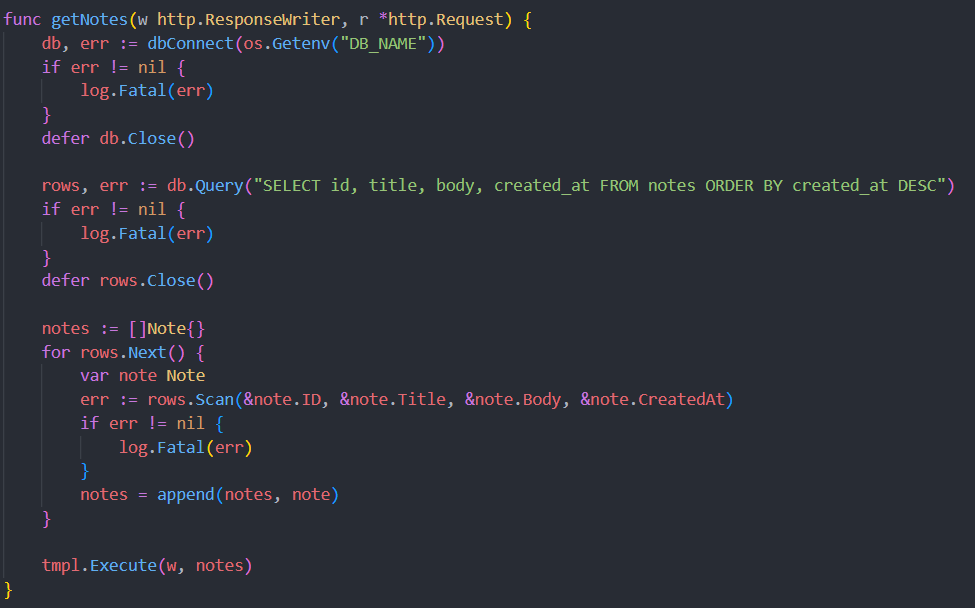 func getNotes(w http.ResponseWriter, r *http.Request) {
    db, err := dbConnect(os.Getenv("DB_NAME"))
    if err != nil {
        log.Fatal(err)
    }
    defer db.Close()

    rows, err := db.Query("SELECT id, title, body, created_at FROM notes ORDER BY created_at DESC")
    if err != nil {
        log.Fatal(err)
    }
    defer rows.Close()

    notes := []Note{}
    for rows.Next() {
        var note Note
        err := rows.Scan(&note.ID, &note.Title, &note.Body, &note.CreatedAt)
        if err != nil {
            log.Fatal(err)
        }
        notes = append(notes, note)
    }

    tmpl.Execute(w, notes)
}